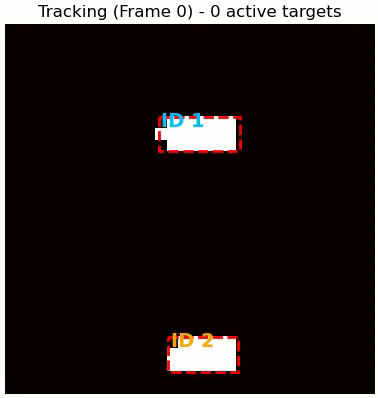 Tracking (Frame 0) - 0 active targets
ID 1
ID 2